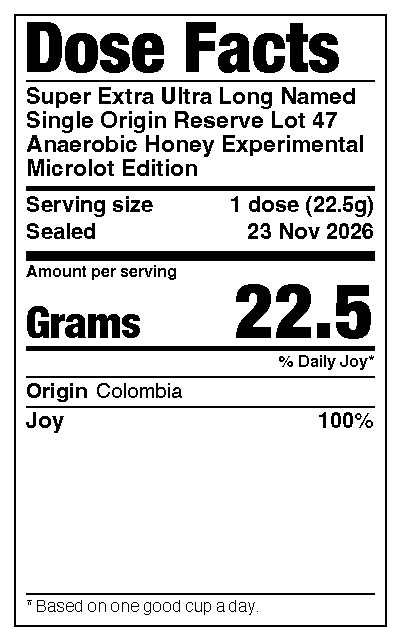 Dose Facts
Super Extra Ultra Long Named
Single Origin Reserve Lot 47
Anaerobic Honey Experimental
Microlot Edition
Serving size 1 dose (22.5g)
Sealed 23 Nov 2026
Amount per serving
Grams 22.5
% Daily Joy*
Origin Colombia
Joy 100%
* Based on one good cup a day.